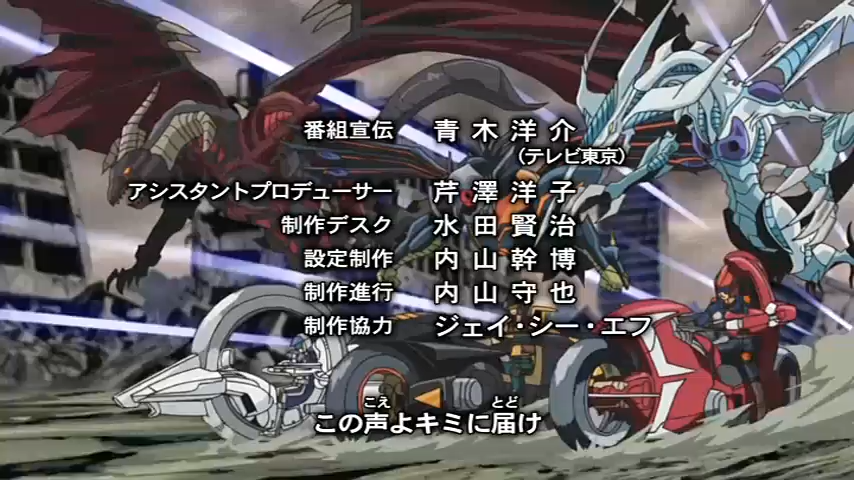 番組宣伝 青木洋介
(テレビ東京)
アシスタントプロデューサー 芹澤洋子
制作デスク 水田賢治
設定制作 内山幹博
制作進行 内山守也
制作協力 ジェイ・シー・エフ
こえ とど
この声よキミに届け